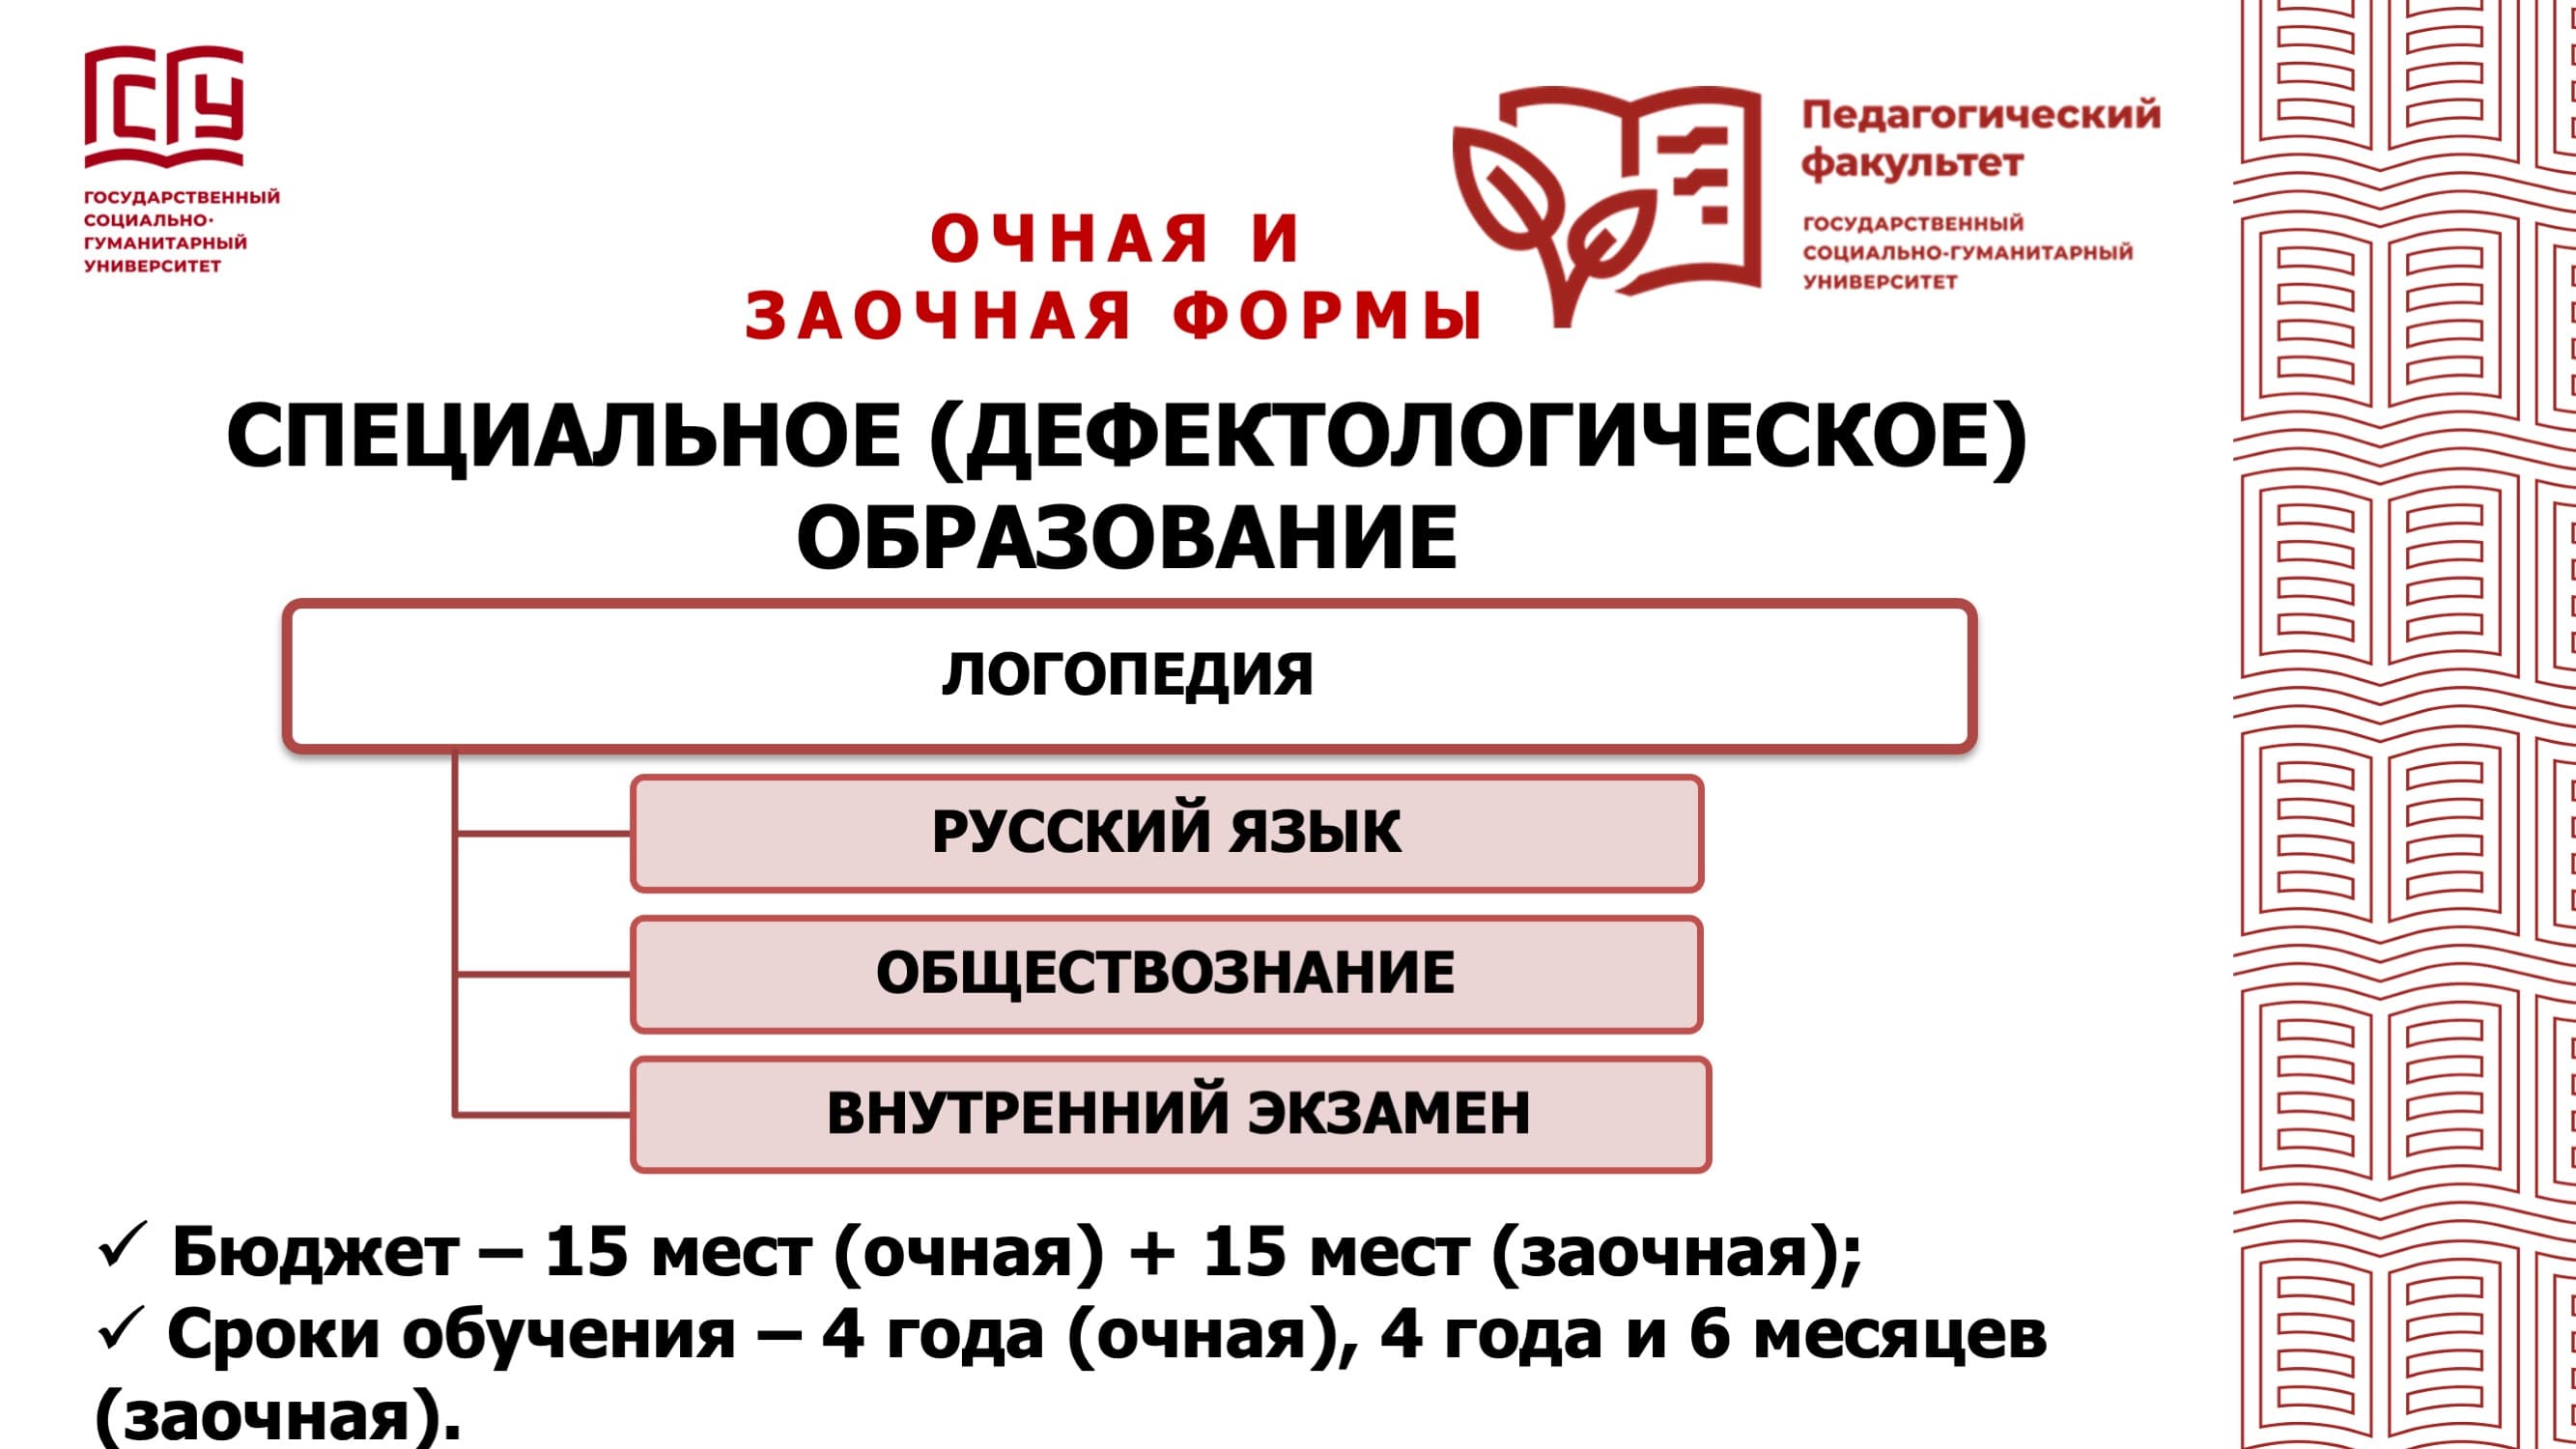 ГСГУ
ГОСУДАРСТВЕННЫЙ
СОЦИАЛЬНО-
ГУМАНИТАРНЫЙ
УНИВЕРСИТЕТ
Педагогический
факультет
ГОСУДАРСТВЕННЫЙ
СОЦИАЛЬНО-ГУМАНИТАРНЫЙ
УНИВЕРСИТЕТ
ОЧНАЯ И
ЗАОЧНАЯ ФОРМЫ
СПЕЦИАЛЬНОЕ (ДЕФЕКТОЛОГИЧЕСКОЕ)
ОБРАЗОВАНИЕ
ЛОГОПЕДИЯ
РУССКИЙ ЯЗЫК
ОБЩЕСТВОЗНАНИЕ
ВНУТРЕННИЙ ЭКЗАМЕН
✓ Бюджет – 15 мест (очная) + 15 мест (заочная);
✓ Сроки обучения – 4 года (очная), 4 года и 6 месяцев
(заочная).